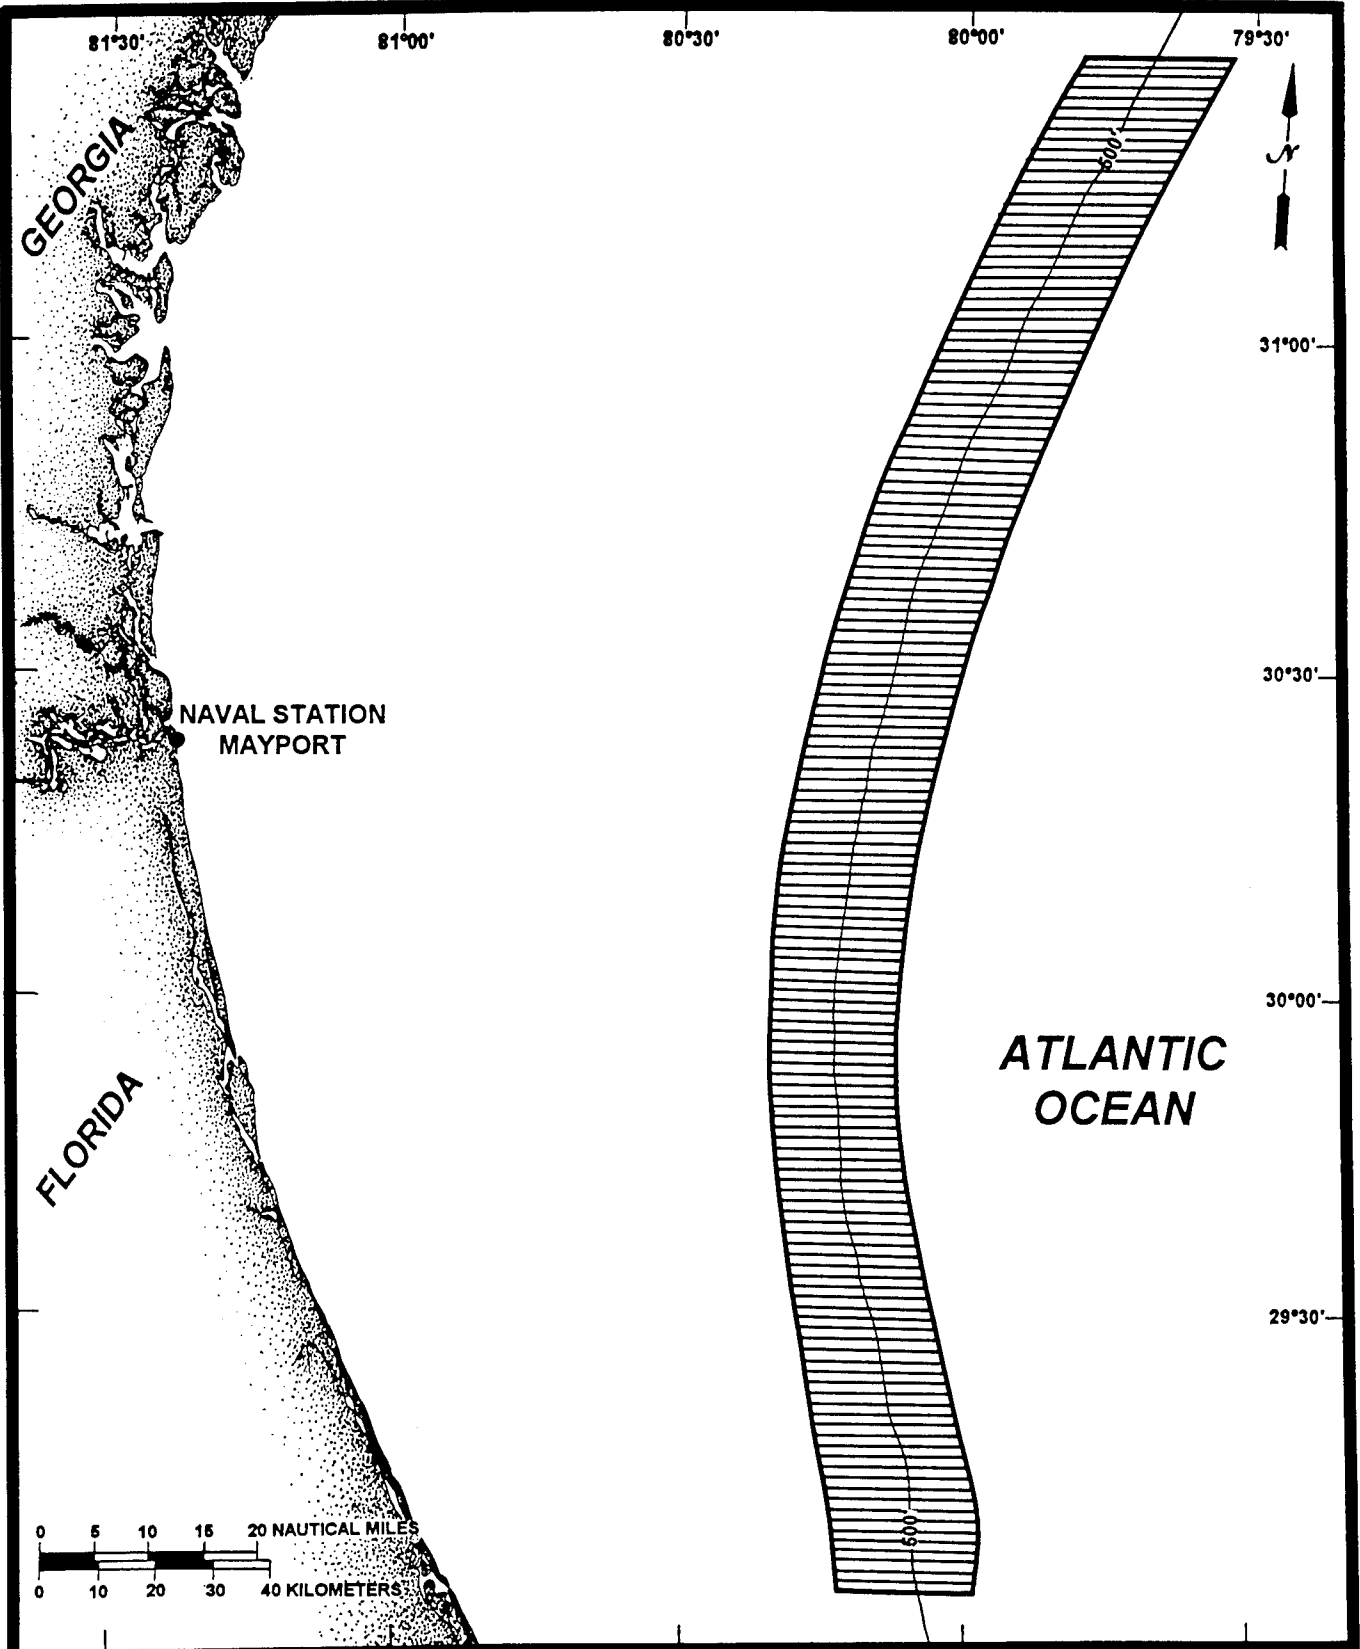 81°30'
81°00'
80°30'
80°00'
79°30'
GEORGIA
600'
N
31°00'
30°30'
NAVAL STATION
MAYPORT
30°00'
ATLANTIC
OCEAN
FLORIDA
29°30'
0 5 10 15 20 NAUTICAL MILES
0 10 20 30 40 KILOMETERS
600'